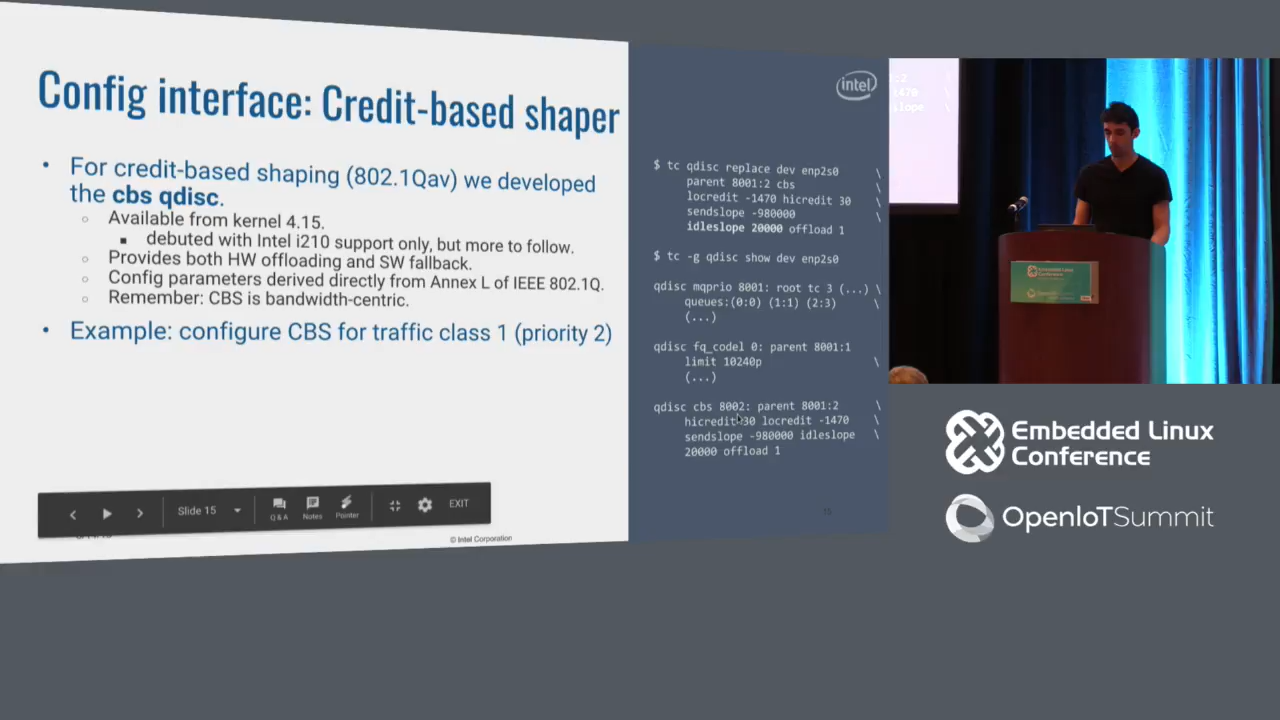 Config interface: Credit-based shaper
• For credit-based shaping (802.1Qav) we developed
the cbs qdisc.
○ Available from kernel 4.15.
■ debuted with Intel i210 support only, but more to follow.
○ Provides both HW offloading and SW fallback.
○ Config parameters derived directly from Annex L of IEEE 802.1Q.
○ Remember: CBS is bandwidth-centric.
• Example: configure CBS for traffic class 1 (priority 2)
Slide 15
Q & A
Notes
Pointer
EXIT
© Intel Corporation
intel
$ tc qdisc replace dev enp2s0 \
parent 8001:2 cbs \
locredit -1470 hicredit 30 \
sendslope -980000 \
idleslope 20000 offload 1
$ tc -g qdisc show dev enp2s0
qdisc mqprio 8001: root tc 3 (...) \
queues:(0:0) (1:1) (2:3) \
(...)
qdisc fq_codel 0: parent 8001:1
limit 10240p \
(...)
qdisc cbs 8002: parent 8001:2 \
hicredit 30 locredit -1470 \
sendslope -980000 idleslope \
20000 offload 1
15
Embedded Linux
Conference
OpenIoTSummit